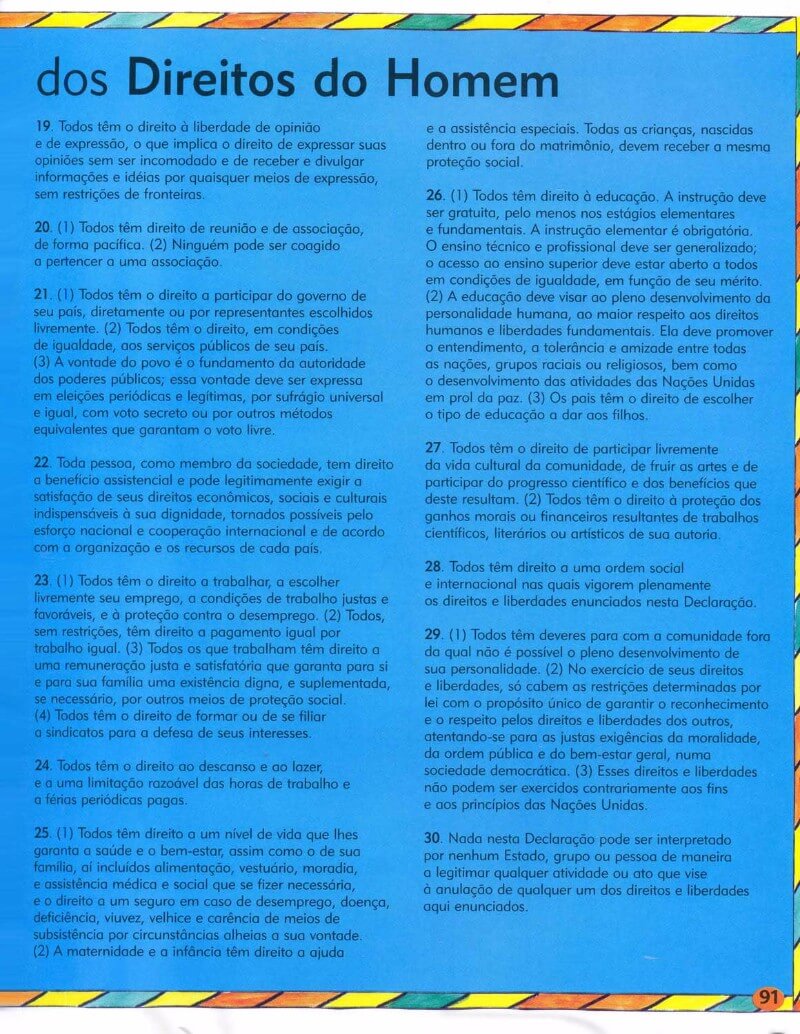 dos Direitos do Homem
19. Todos têm o direito à liberdade de opinião
e de expressão, o que implica o direito de expressar suas
opiniões sem ser incomodado e de receber e divulgar
informações e idéias por quaisquer meios de expressão,
sem restrições de fronteiras.
20. (1) Todos têm direito de reunião e de associação,
de forma pacífica. (2) Ninguém pode ser coagido
a pertencer a uma associação.
21. (1) Todos têm o direito a participar do governo de
seu país, diretamente ou por representantes escolhidos
livremente. (2) Todos têm o direito, em condições
de igualdade, aos serviços públicos de seu país.
(3) A vontade do povo é o fundamento da autoridade
dos poderes públicos; essa vontade deve ser expressa
em eleições periódicas e legítimas, por sufrágio universal
e igual, com voto secreto ou por outros métodos
equivalentes que garantam o voto livre.
22. Toda pessoa, como membro da sociedade, tem direito
a benefício assistencial e pode legitimamente exigir a
satisfação de seus direitos econômicos, sociais e culturais
indispensáveis à sua dignidade, tornados possíveis pelo
esforço nacional e cooperação internacional e de acordo
com a organização e os recursos de cada país.
23. (1) Todos têm o direito a trabalhar, a escolher
livremente seu emprego, a condições de trabalho justas e
favoráveis, e à proteção contra o desemprego. (2) Todos,
sem restrições, têm direito a pagamento igual por
trabalho igual. (3) Todos os que trabalham têm direito a
uma remuneração justa e satisfatória que garanta para si
e para sua família uma existência digna, e suplementada,
se necessário, por outros meios de proteção social.
(4) Todos têm o direito de formar ou de se filiar
a sindicatos para a defesa de seus interesses.
24. Todos têm o direito ao descanso e ao lazer,
e a uma limitação razoável das horas de trabalho e
a férias periódicas pagas.
25. (1) Todos têm direito a um nível de vida que lhes
garanta a saúde e o bem-estar, assim como o de sua
família, aí incluídos alimentação, vestuário, moradia,
e assistência médica e social que se fizer necessária,
e o direito a um seguro em caso de desemprego, doença,
deficiência, viuvez, velhice e carência de meios de
subsistência por circunstâncias alheias a sua vontade.
(2) A maternidade e a infância têm direito a ajuda
e a assistência especiais. Todas as crianças, nascidas
dentro ou fora do matrimônio, devem receber a mesma
proteção social.
26. (1) Todos têm direito à educação. A instrução deve
ser gratuita, pelo menos nos estágios elementares
e fundamentais. A instrução elementar é obrigatória.
O ensino técnico e profissional deve ser generalizado;
o acesso ao ensino superior deve estar aberto a todos
em condições de igualdade, em função de seu mérito.
(2) A educação deve visar ao pleno desenvolvimento da
personalidade humana, ao maior respeito aos direitos
humanos e liberdades fundamentais. Ela deve promover
o entendimento, a tolerância e amizade entre todas
as nações, grupos raciais ou religiosos, bem como
o desenvolvimento das atividades das Nações Unidas
em prol da paz. (3) Os pais têm o direito de escolher
o tipo de educação a dar aos filhos.
27. Todos têm o direito de participar livremente
da vida cultural da comunidade, de fruir as artes e de
participar do progresso científico e dos benefícios que
deste resultam. (2) Todos têm o direito à proteção dos
ganhos morais ou financeiros resultantes de trabalhos
científicos, literários ou artísticos de sua autoria.
28. Todos têm direito a uma ordem social
e internacional nas quais vigorem plenamente
os direitos e liberdades enunciados nesta Declaração.
29. (1) Todos têm deveres para com a comunidade fora
da qual não é possível o pleno desenvolvimento de
sua personalidade. (2) No exercício de seus direitos
e liberdades, só cabem as restrições determinadas por
lei com o propósito único de garantir o reconhecimento
e o respeito pelos direitos e liberdades dos outros,
atentando-se para as justas exigências da moralidade,
da ordem pública e do bem-estar geral, numa
sociedade democrática. (3) Esses direitos e liberdades
não podem ser exercidos contrariamente aos fins
e aos princípios das Nações Unidas.
30. Nada nesta Declaração pode ser interpretado
por nenhum Estado, grupo ou pessoa de maneira
a legitimar qualquer atividade ou ato que vise
à anulação de qualquer um dos direitos e liberdades
aqui enunciados.
91